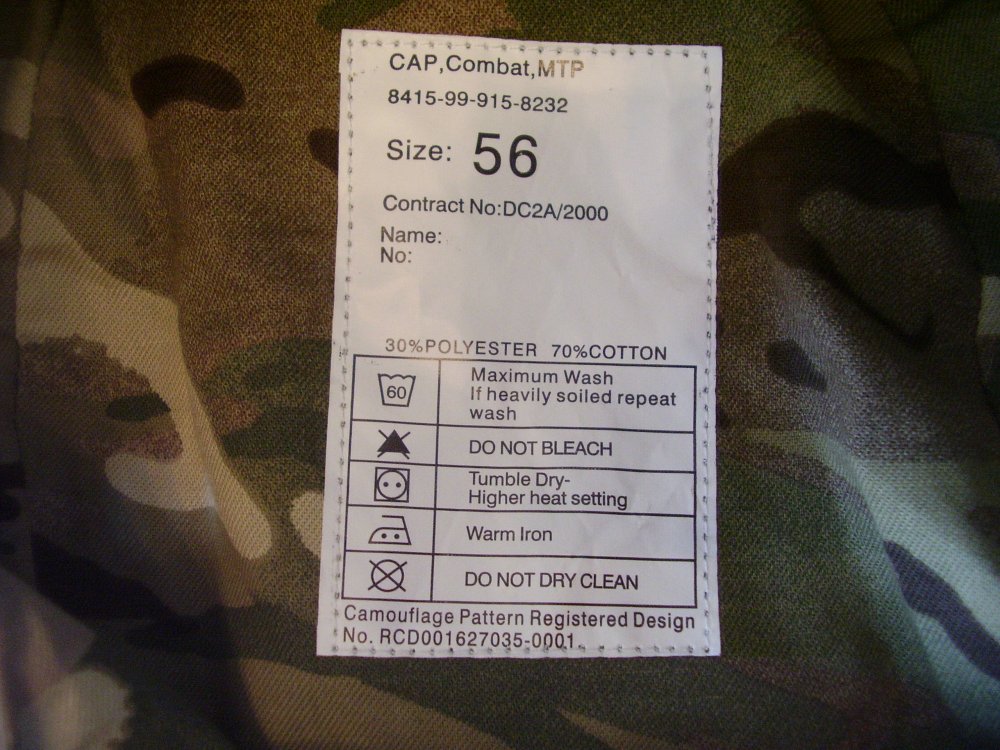 CAP,Combat,MTP
8415-99-915-8232
Size: 56
Contract No:DC2A/2000
Name:
No:
30%POLYESTER 70%COTTON
60
Maximum Wash
If heavily soiled repeat
wash
DO NOT BLEACH
Tumble Dry-
Higher heat setting
Warm Iron
DO NOT DRY CLEAN
Camouflage Pattern Registered Design
No. RCD001627035-0001.